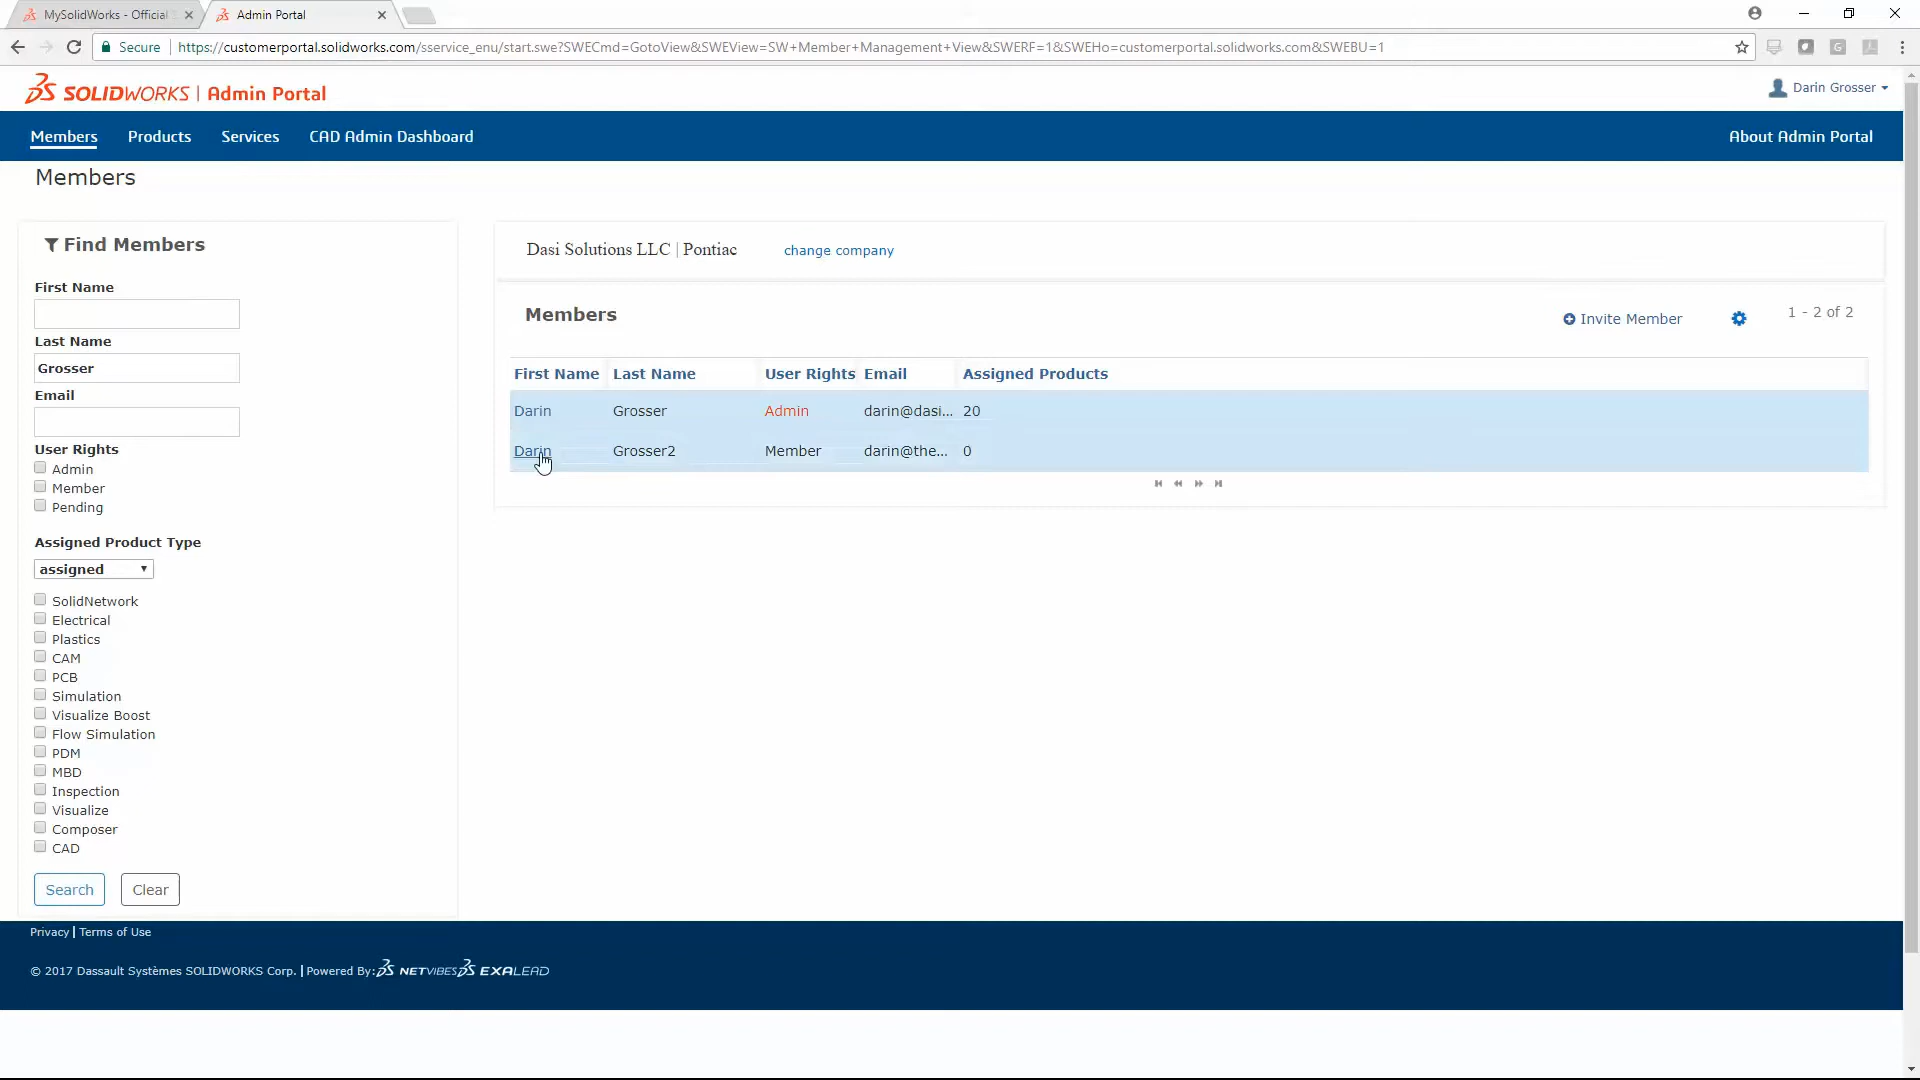 MySolidWorks - Official
Admin Portal
Secure
https://customerportal.solidworks.com/sservice_enu/start.swe?SWECmd=GotoView&SWEView=SW+Member+Management+View&SWERF=1&SWEHo=customerportal.solidworks.com&SWEBU=1
SOLIDWORKS | Admin Portal
Darin Grosser
Members Products Services CAD Admin Dashboard About Admin Portal
Members
Find Members
First Name
Last Name
Grosser
Email
User Rights
Admin
Member
Pending
Assigned Product Type
assigned
SolidNetwork
Electrical
Plastics
CAM
PCB
Simulation
Visualize Boost
Flow Simulation
PDM
MBD
Inspection
Visualize
Composer
CAD
Search Clear
Dasi Solutions LLC | Pontiac change company
Members Invite Member 1 - 2 of 2
First Name Last Name User Rights Email Assigned Products
Darin Grosser Admin darin@dasi... 20
Darin Grosser2 Member darin@the... 0
Privacy | Terms of Use
© 2017 Dassault Systèmes SOLIDWORKS Corp. | Powered By: NETVIBES EXALEAD